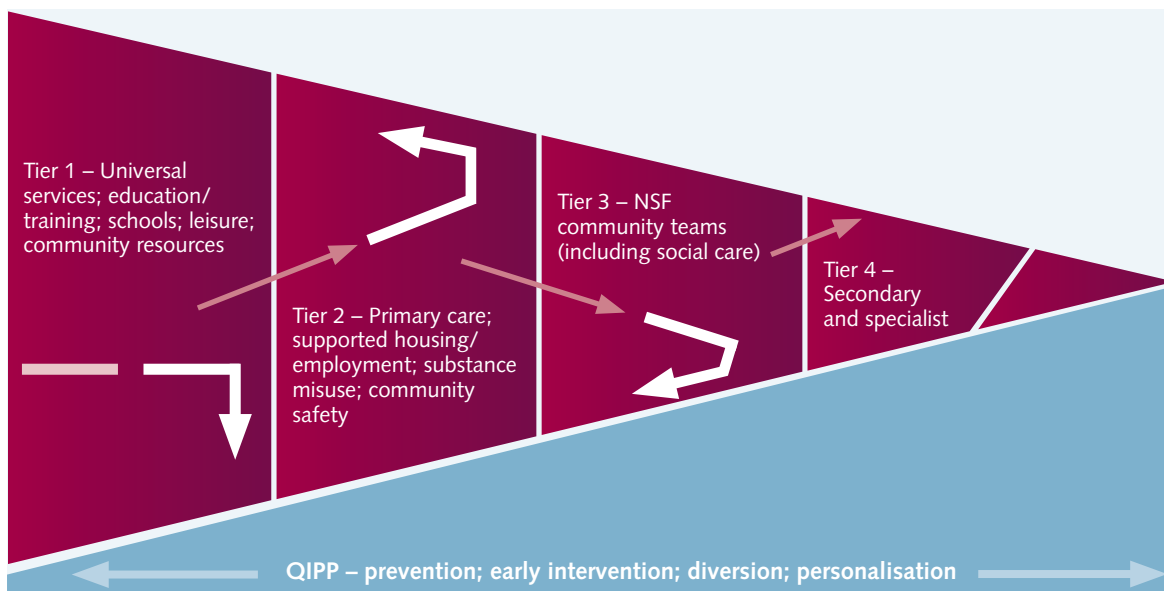 Tier 1 – Universal
services; education/
training; schools; leisure;
community resources
Tier 2 – Primary care;
supported housing/
employment; substance
misuse; community
safety
Tier 3 – NSF
community teams
(including social care)
Tier 4 –
Secondary
and specialist
QIPP – prevention; early intervention; diversion; personalisation